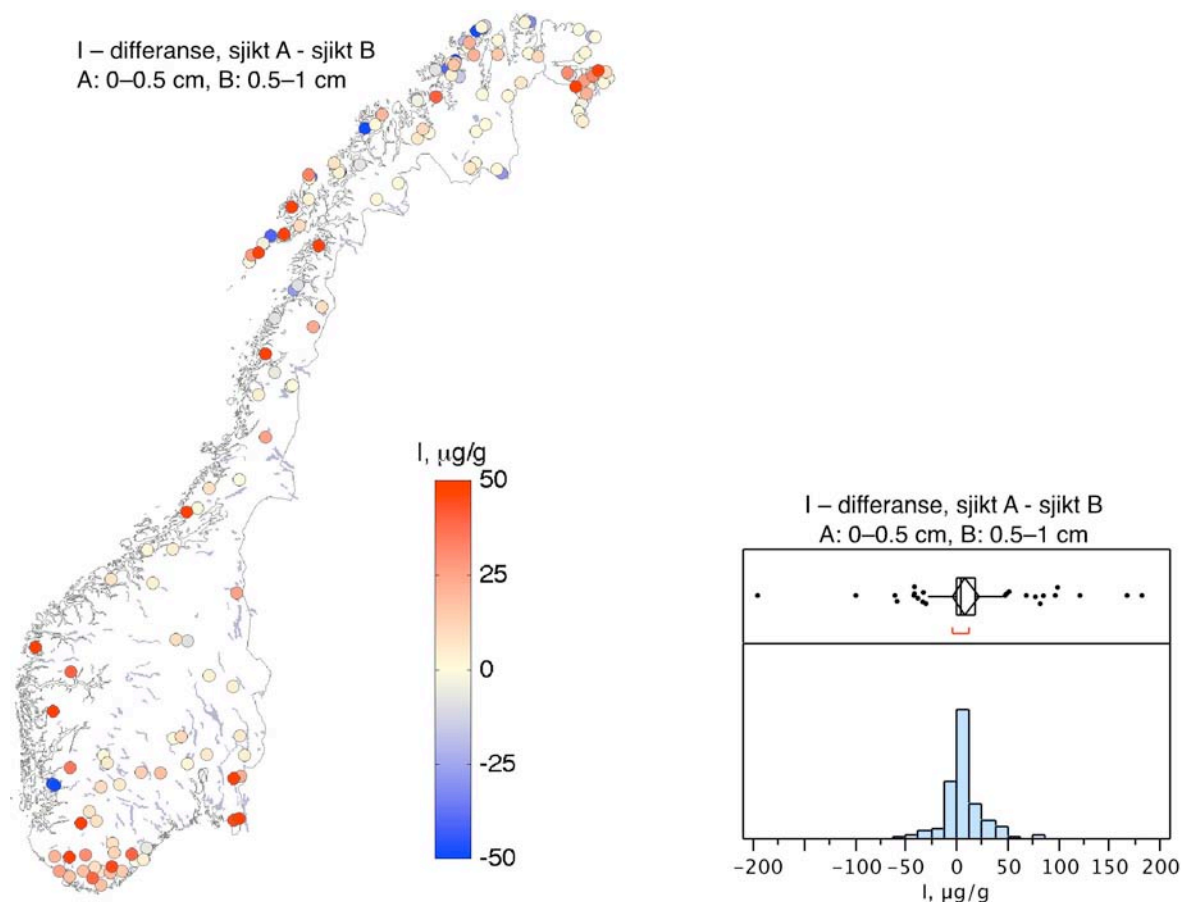 I – differanse, sjikt A - sjikt B
A: 0–0.5 cm, B: 0.5–1 cm
I, μg/g
50
25
0
-25
-50
I – differanse, sjikt A - sjikt B
A: 0–0.5 cm, B: 0.5–1 cm
-200 -100 -50 0 50 100 150 200
I, μg/g